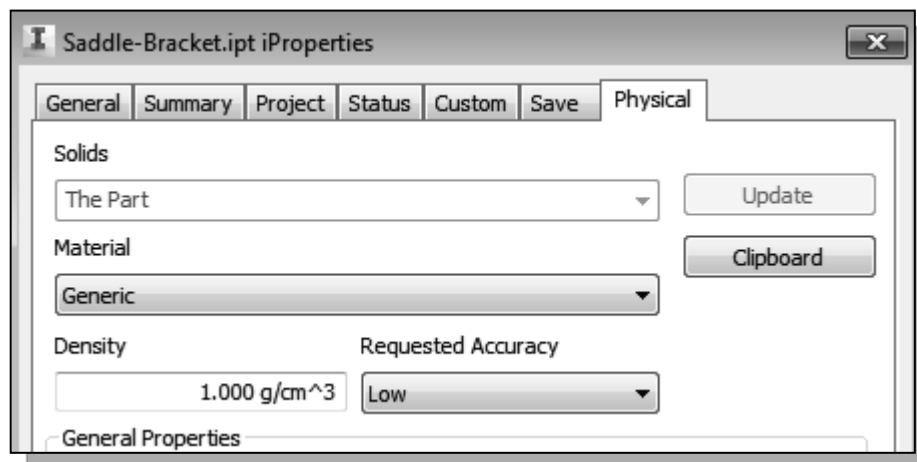 Saddle-Bracket.ipt iProperties
General Summary Project Status Custom Save Physical
Solids
The Part
Update
Material
Clipboard
Generic
Density Requested Accuracy
1.000 g/cm^3 Low
General Properties